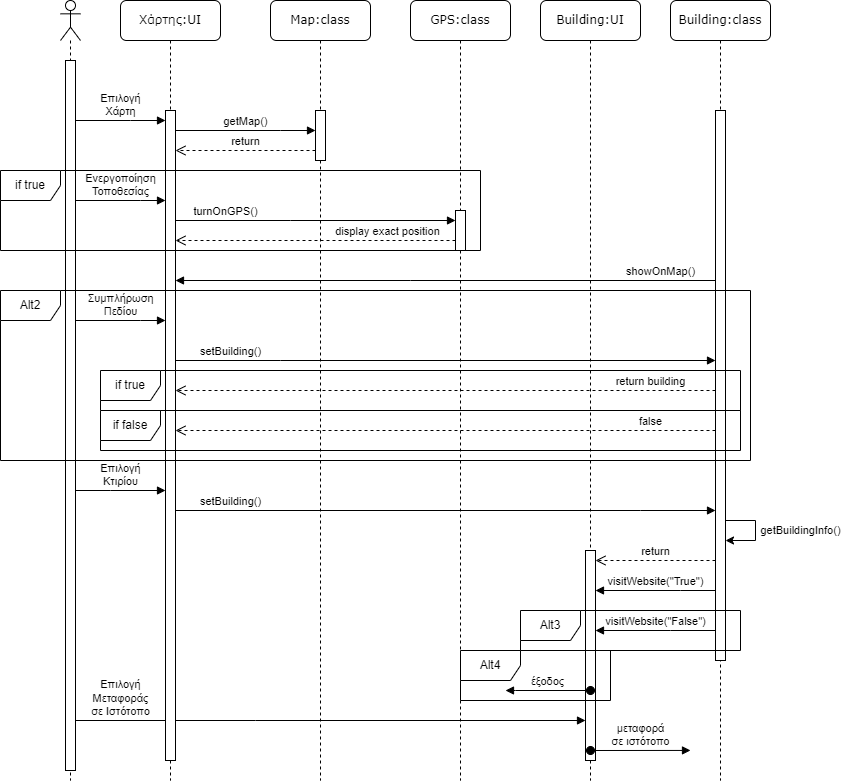 Χάρτης:UI
Map:class
GPS:class
Building:UI
Building:class
Επιλογή
Χάρτη
getMap()
return
if true
Ενεργοποίηση
Τοποθεσίας
turnOnGPS()
display exact position
showOnMap()
Alt2
Συμπλήρωση
Πεδίου
setBuilding()
if true
return building
if false
false
Επιλογή
Κτιρίου
setBuilding()
getBuildingInfo()
return
visitWebsite("True")
Alt3
visitWebsite("False")
Alt4
έξοδος
Επιλογή
Μεταφοράς
σε Ιστότοπο
μεταφορά
σε ιστότοπο